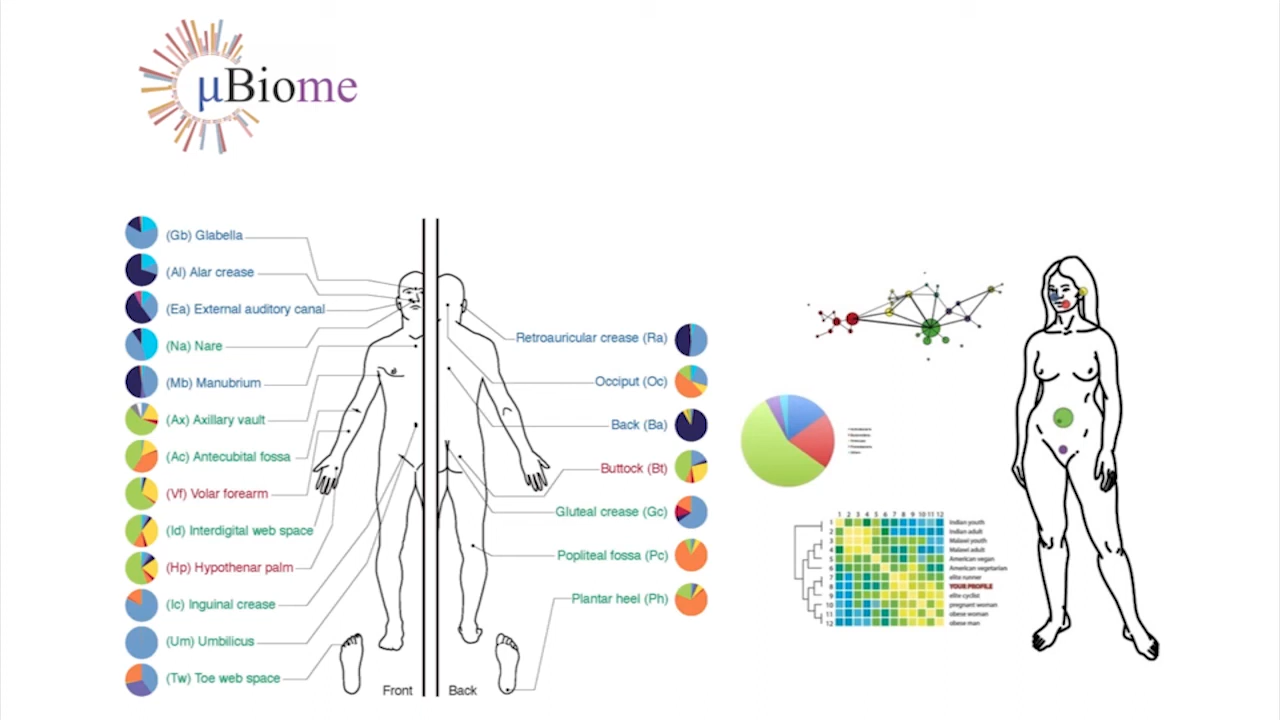 µBiome
(Gb) Glabella
(Al) Alar crease
(Ea) External auditory canal
(Na) Nare
(Mb) Manubrium
(Ax) Axillary vault
(Ac) Antecubital fossa
(Vf) Volar forearm
(Id) Interdigital web space
(Hp) Hypothenar palm
(Ic) Inguinal crease
(Um) Umbilicus
(Tw) Toe web space
Front
Back
Retroauricular crease (Ra)
Occiput (Oc)
Back (Ba)
Buttock (Bt)
Gluteal crease (Gc)
Popliteal fossa (Pc)
Plantar heel (Ph)
1 2 3 4 5 6 7 8 9 10 11 12
1 Indian youth
2 Indian adult
3 Malawi youth
4 Malawi adult
5 American vegan
6 American vegetarian
7 elite runner
8 YOUR PROFILE
9 elite cyclist
10 pregnant woman
11 obese woman
12 obese man